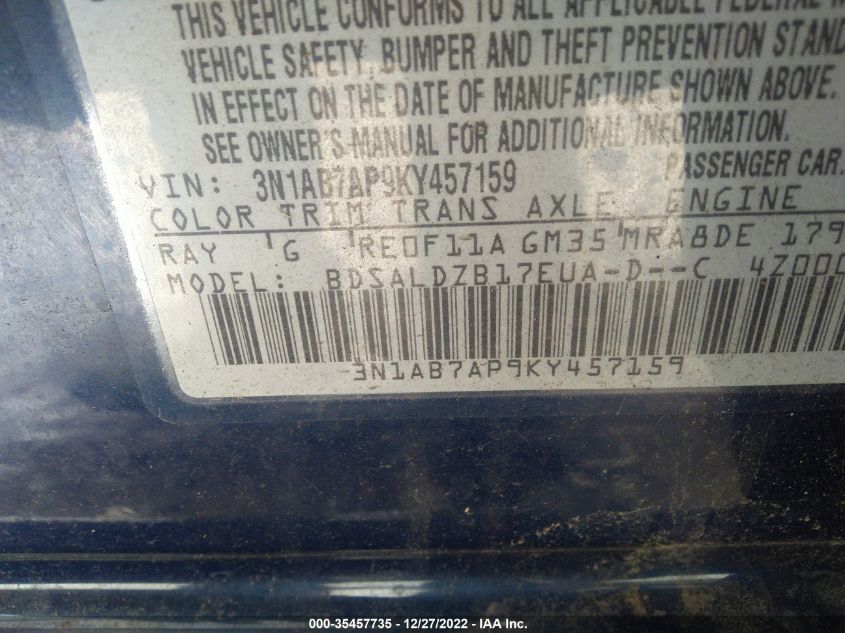 THIS VEHICLE CONFORMS TO ALL APPLICABLE FEDERAL
VEHICLE SAFETY, BUMPER AND THEFT PREVENTION STAND
IN EFFECT ON THE DATE OF MANUFACTURE SHOWN ABOVE.
SEE OWNER'S MANUAL FOR ADDITIONAL INFORMATION.
VIN: 3N1AB7AP9KY457159 PASSENGER CAR
COLOR TRIM TRANS AXLE ENGINE
RAY G RE0F11A GM35 MRA8DE 179
MODEL: BDSALDZB17EUA-D--C 4Z000
3N1AB7AP9KY457159
000-35457735 - 12/27/2022 - IAA Inc.